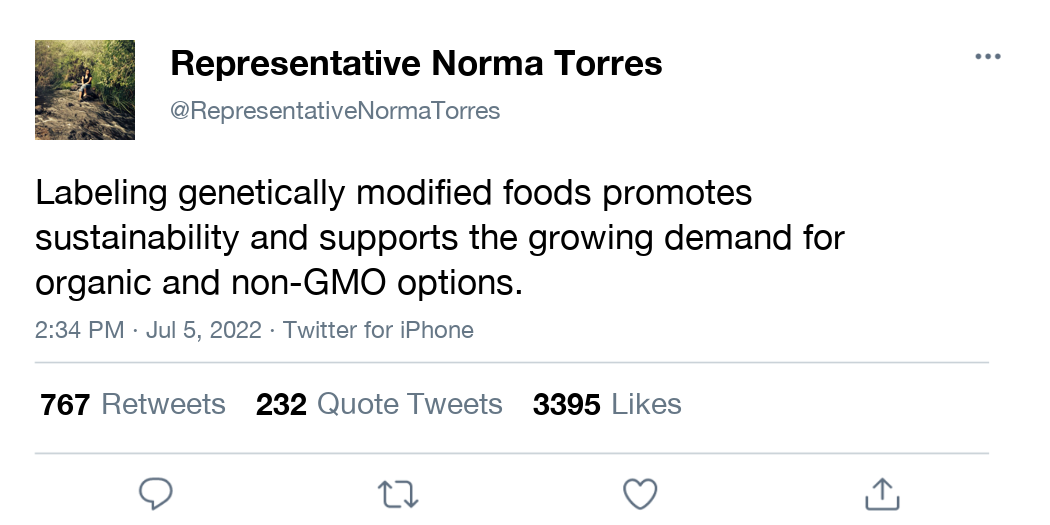 Representative Norma Torres
@RepresentativeNormaTorres
Labeling genetically modified foods promotes
sustainability and supports the growing demand for
organic and non-GMO options.
2:34 PM · Jul 5, 2022 · Twitter for iPhone
767 Retweets 232 Quote Tweets 3395 Likes